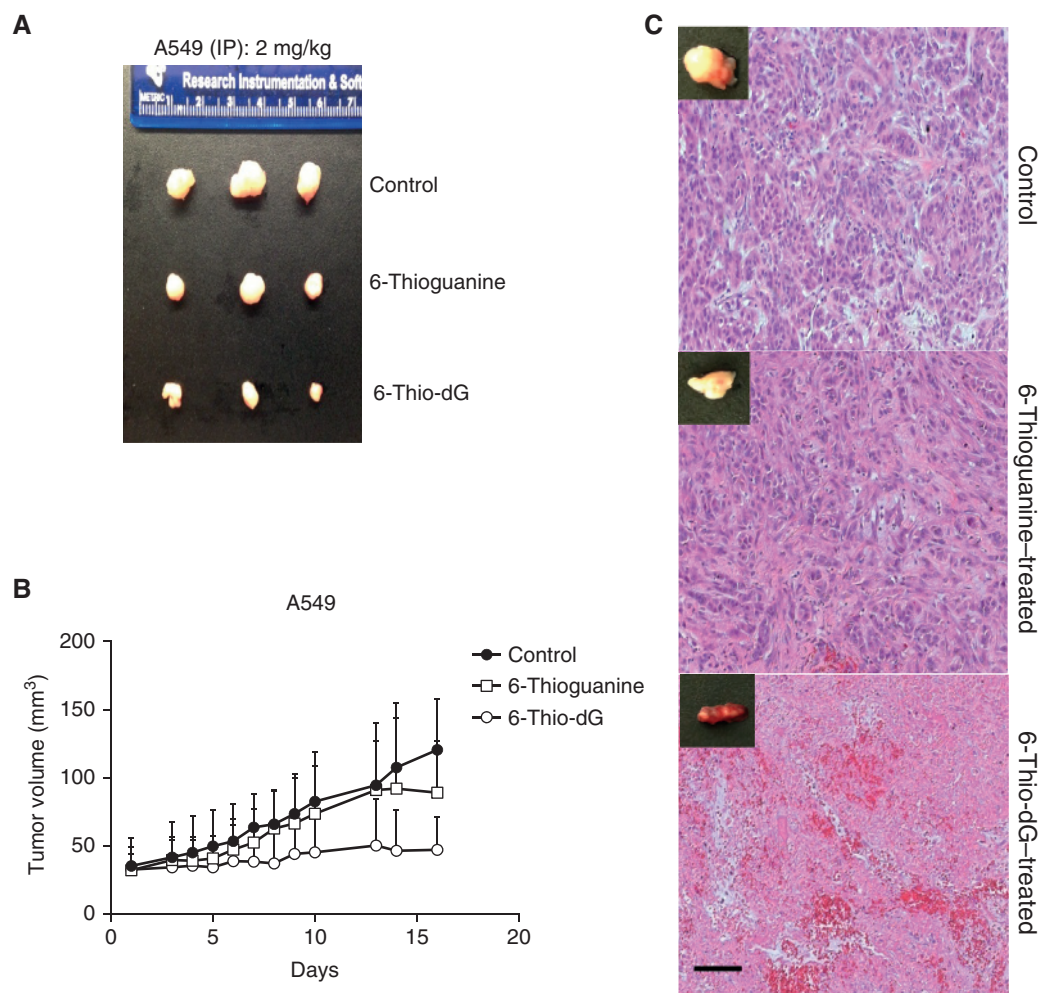 A
A549 (IP): 2 mg/kg
Research Instrumentation & Soft
METRIC 1 2 3 4 5 6 7
Control
6-Thioguanine
6-Thio-dG
B
A549
200
150
100
50
0
Tumor volume (mm³)
0 5 10 15 20
Days
Control
6-Thioguanine
6-Thio-dG
C
Control
6-Thioguanine–treated
6-Thio-dG–treated